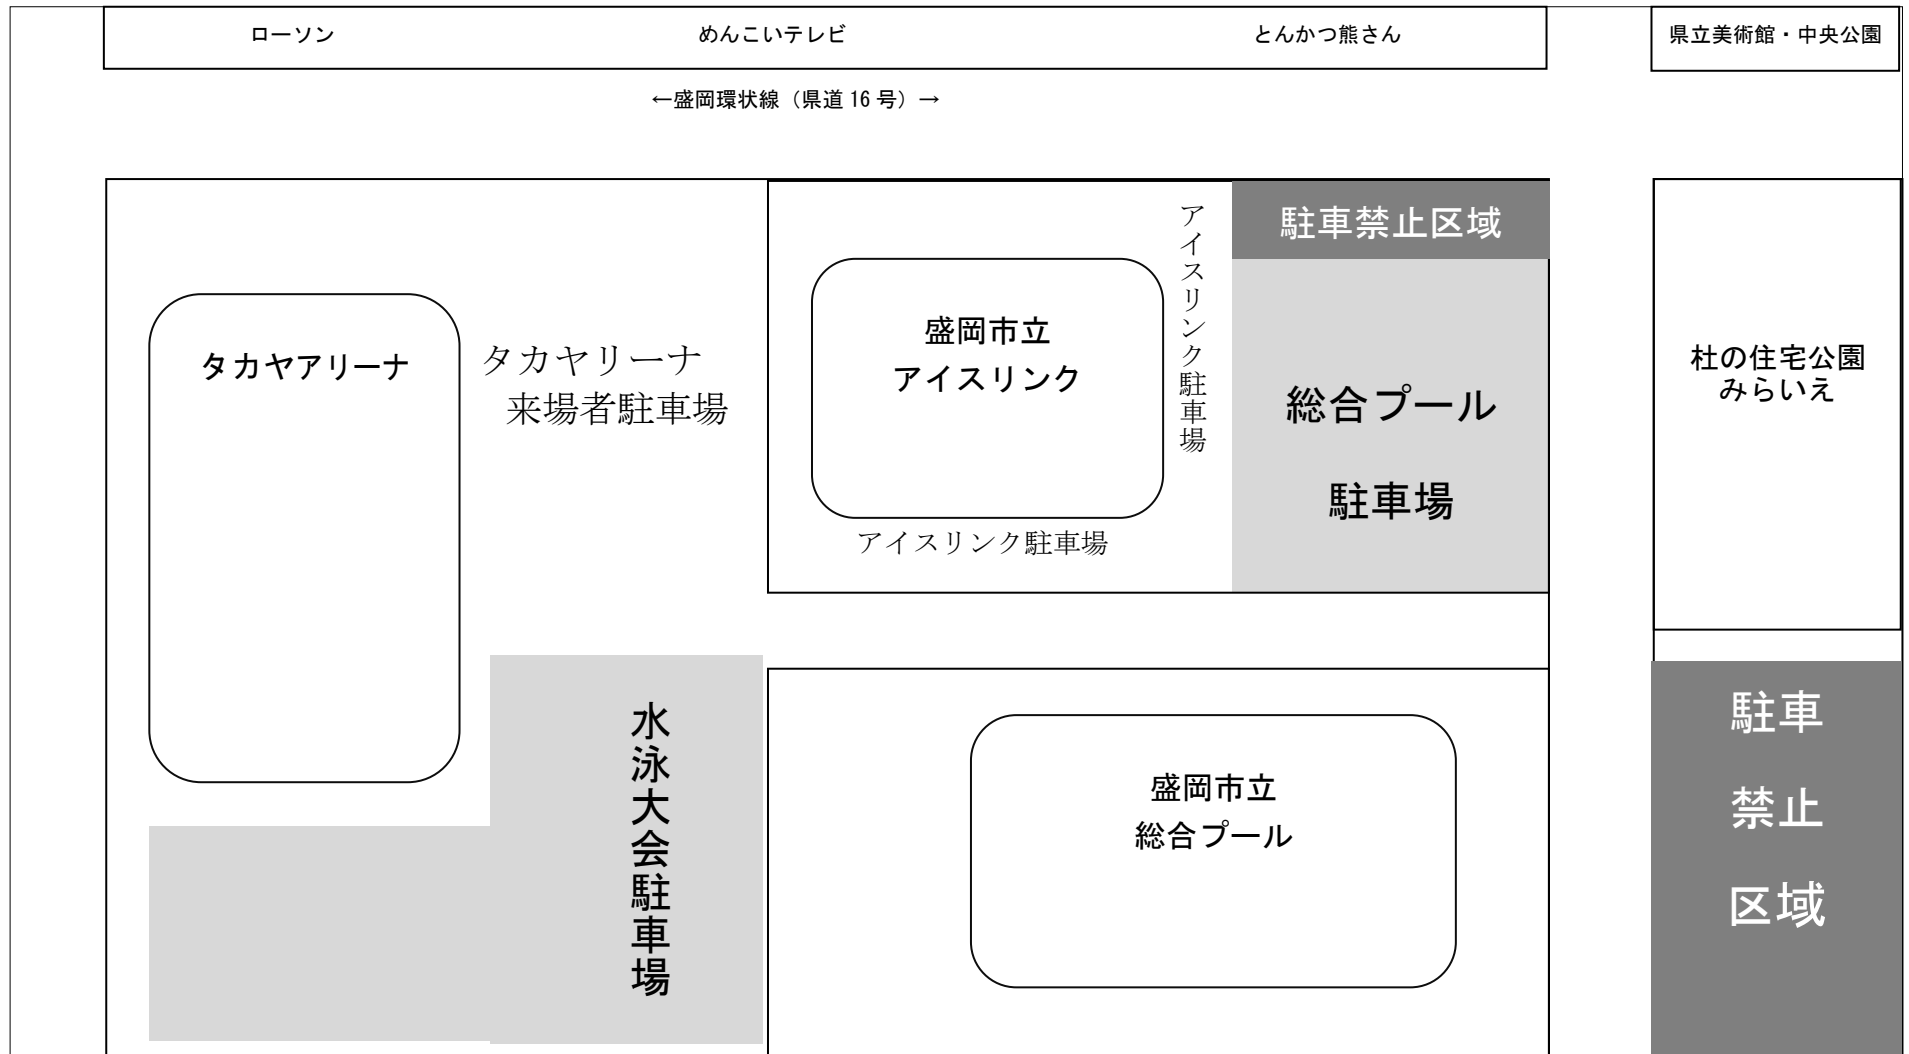 ローソン
めんこいテレビ
とんかつ熊さん
県立美術館・中央公園
←盛岡環状線（県道16号）→
駐車禁止区域
アイスリンク駐車場
盛岡市立
アイスリンク
タカヤアリーナ
タカヤリーナ
来場者駐車場
総合プール
駐車場
杜の住宅公園
みらいえ
アイスリンク駐車場
水泳大会駐車場
盛岡市立
総合プール
駐車
禁止
区域